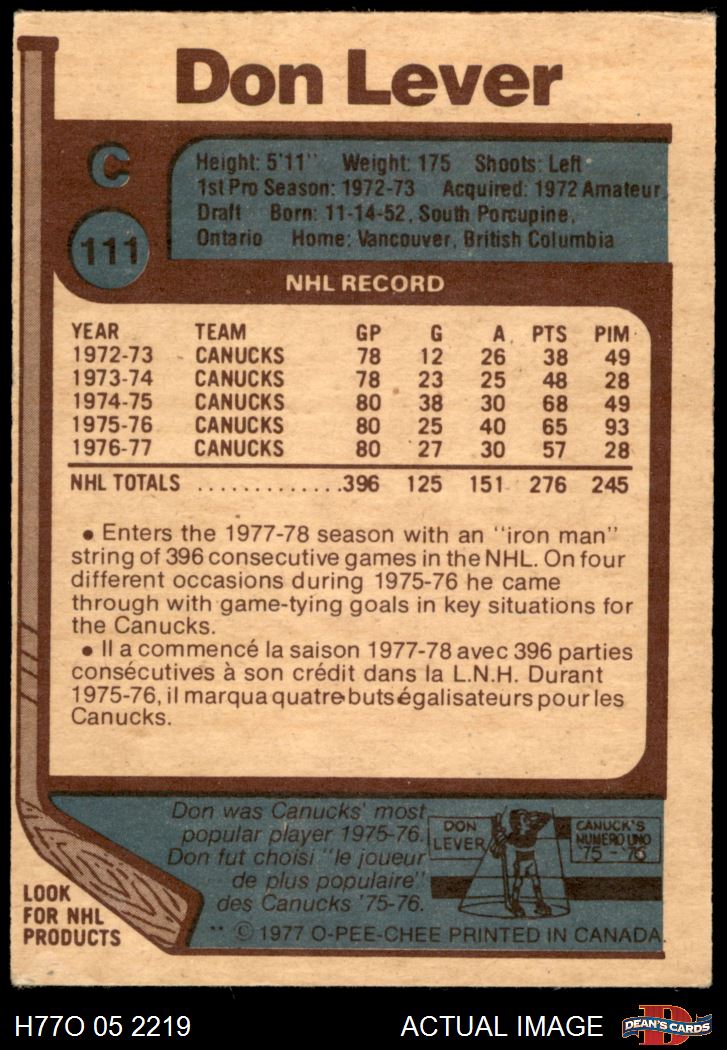 Don Lever
C
111
Height: 5'11" Weight: 175 Shoots: Left
1st Pro Season: 1972-73 Acquired: 1972 Amateur
Draft Born: 11-14-52, South Porcupine,
Ontario Home: Vancouver, British Columbia
NHL RECORD
YEAR TEAM GP G A PTS PIM
1972-73 CANUCKS 78 12 26 38 49
1973-74 CANUCKS 78 23 25 48 28
1974-75 CANUCKS 80 38 30 68 49
1975-76 CANUCKS 80 25 40 65 93
1976-77 CANUCKS 80 27 30 57 28
NHL TOTALS ..............396 125 151 276 245
• Enters the 1977-78 season with an "iron man"
string of 396 consecutive games in the NHL. On four
different occasions during 1975-76 he came
through with game-tying goals in key situations for
the Canucks.
• Il a commencé la saison 1977-78 avec 396 parties
consécutives à son crédit dans la L.N.H. Durant
1975-76, il marqua quatre buts égalisateurs pour les
Canucks.
Don was Canucks' most
popular player 1975-76.
Don fut choisi "le joueur
de plus populaire"
des Canucks '75-76.
DON
LEVER
CANUCK'S
NUMERO UNO
'75-'76
LOOK
FOR NHL
PRODUCTS
** © 1977 O-PEE-CHEE PRINTED IN CANADA.
H77O 05 2219 ACTUAL IMAGE
D
DEAN'S CARDS